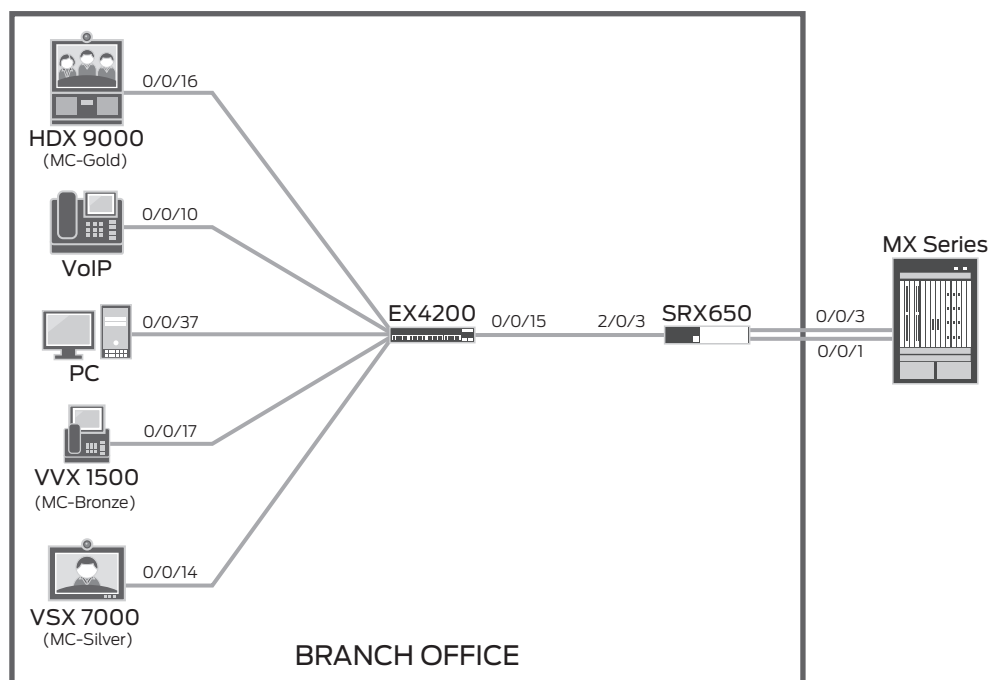 0/0/16
HDX 9000
(MC-Gold)
0/0/10
VoIP
0/0/37
PC
0/0/17
VVX 1500
(MC-Bronze)
0/0/14
VSX 7000
(MC-Silver)
EX4200
0/0/15
2/0/3
SRX650
MX Series
0/0/3
0/0/1
BRANCH OFFICE